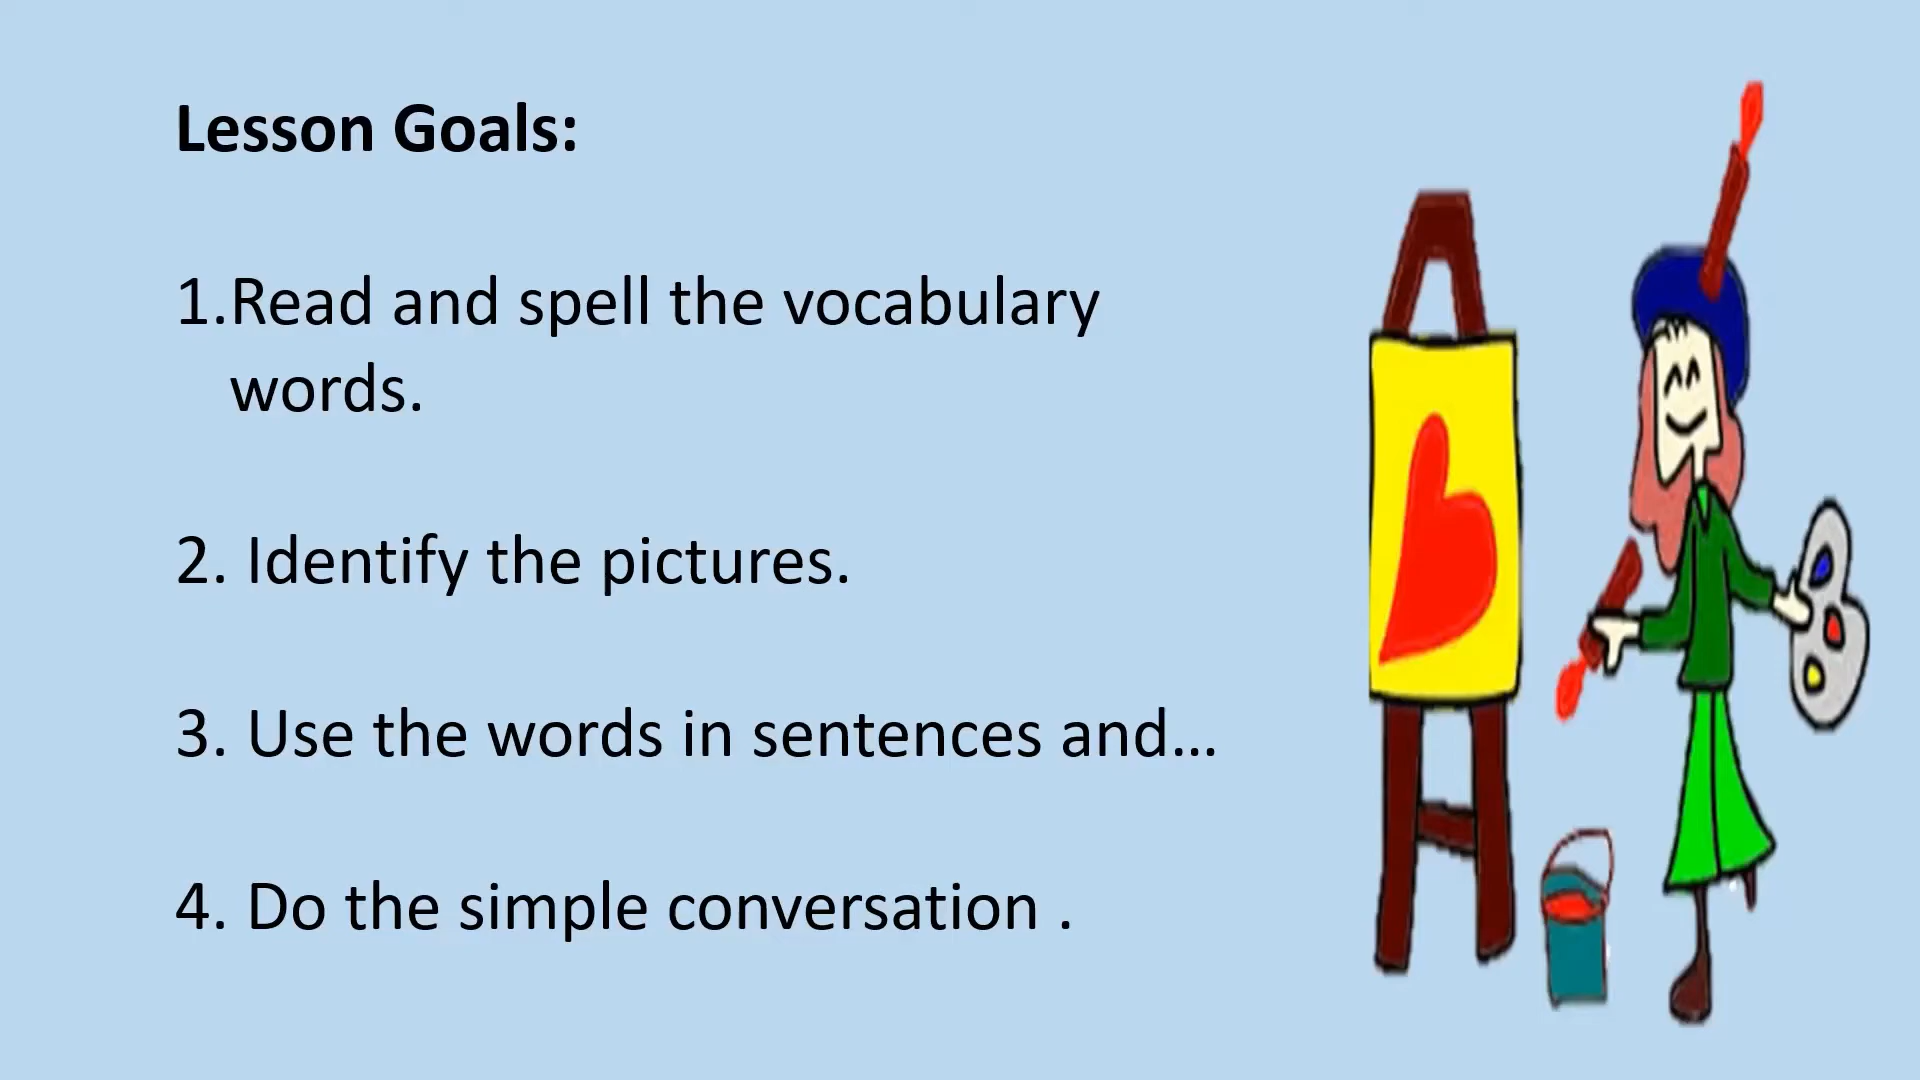 Lesson Goals:
1.Read and spell the vocabulary
words.
2. Identify the pictures.
3. Use the words in sentences and...
4. Do the simple conversation .